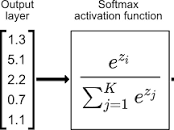 Output
layer
Softmax
activation function
1.3
5.1
2.2
0.7
1.1
e^{z_i}
∑_{j=1}^{K} e^{z_j}